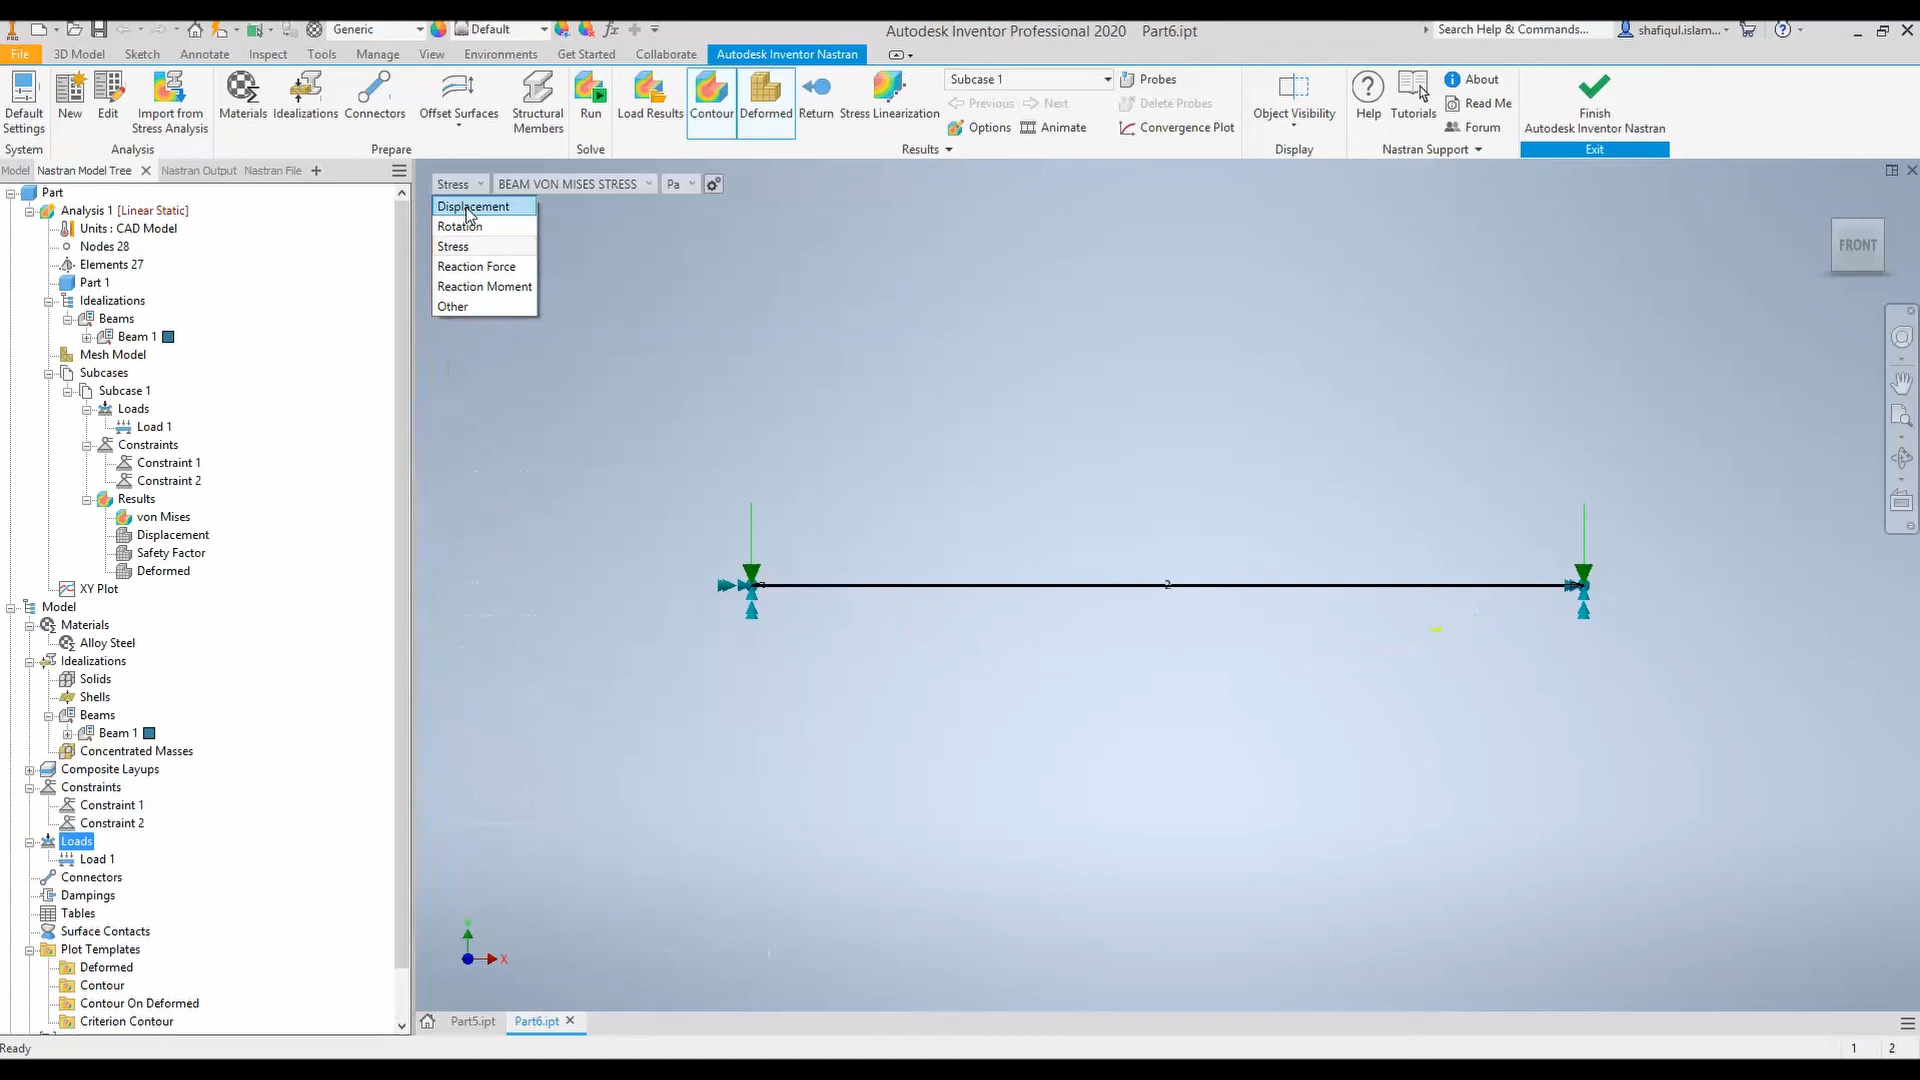 Generic
Default
fx
Autodesk Inventor Professional 2020 Part6.ipt
Search Help & Commands...
shafiqul.islam...
PRO
File
3D Model
Sketch
Annotate
Inspect
Tools
Manage
View
Environments
Get Started
Collaborate
Autodesk Inventor Nastran
Default
Settings
New
Edit
Import from
Stress Analysis
Materials
Idealizations
Connectors
Offset Surfaces
Structural
Members
Run
Load Results
Contour
Deformed
Return
Stress Linearization
Subcase 1
Previous
Next
Options
Animate
Probes
Delete Probes
Convergence Plot
Object Visibility
Help
Tutorials
About
Read Me
Forum
Finish
Autodesk Inventor Nastran
System
Analysis
Prepare
Solve
Results
Display
Nastran Support
Exit
Model
Nastran Model Tree
Nastran Output
Nastran File
Part
Analysis 1 [Linear Static]
Units : CAD Model
Nodes 28
Elements 27
Part 1
Idealizations
Beams
Beam 1
Mesh Model
Subcases
Subcase 1
Loads
Load 1
Constraints
Constraint 1
Constraint 2
Results
von Mises
Displacement
Safety Factor
Deformed
XY Plot
Model
Materials
Alloy Steel
Idealizations
Solids
Shells
Beams
Beam 1
Concentrated Masses
Composite Layups
Constraints
Constraint 1
Constraint 2
Loads
Load 1
Connectors
Dampings
Tables
Surface Contacts
Plot Templates
Deformed
Contour
Contour On Deformed
Criterion Contour
Stress
BEAM VON MISES STRESS
Pa
Displacement
Rotation
Stress
Reaction Force
Reaction Moment
Other
FRONT
2
X
Part5.ipt
Part6.ipt
Ready
1
2